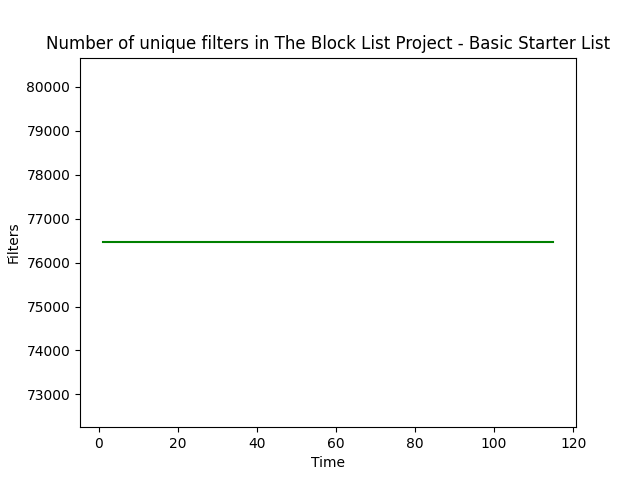 Number of unique filters in The Block List Project - Basic Starter List
80000
79000
78000
77000
76000
75000
74000
73000
Filters
0 20 40 60 80 100 120
Time